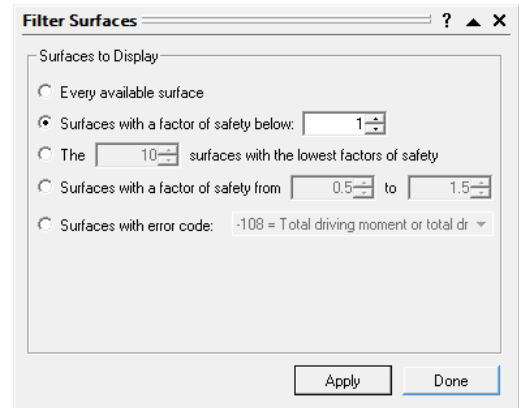 Filter Surfaces ? ▲ X
Surfaces to Display
Every available surface
Surfaces with a factor of safety below: 1
The 10 surfaces with the lowest factors of safety
Surfaces with a factor of safety from 0.5 to 1.5
Surfaces with error code: -108 = Total driving moment or total dr
Apply Done